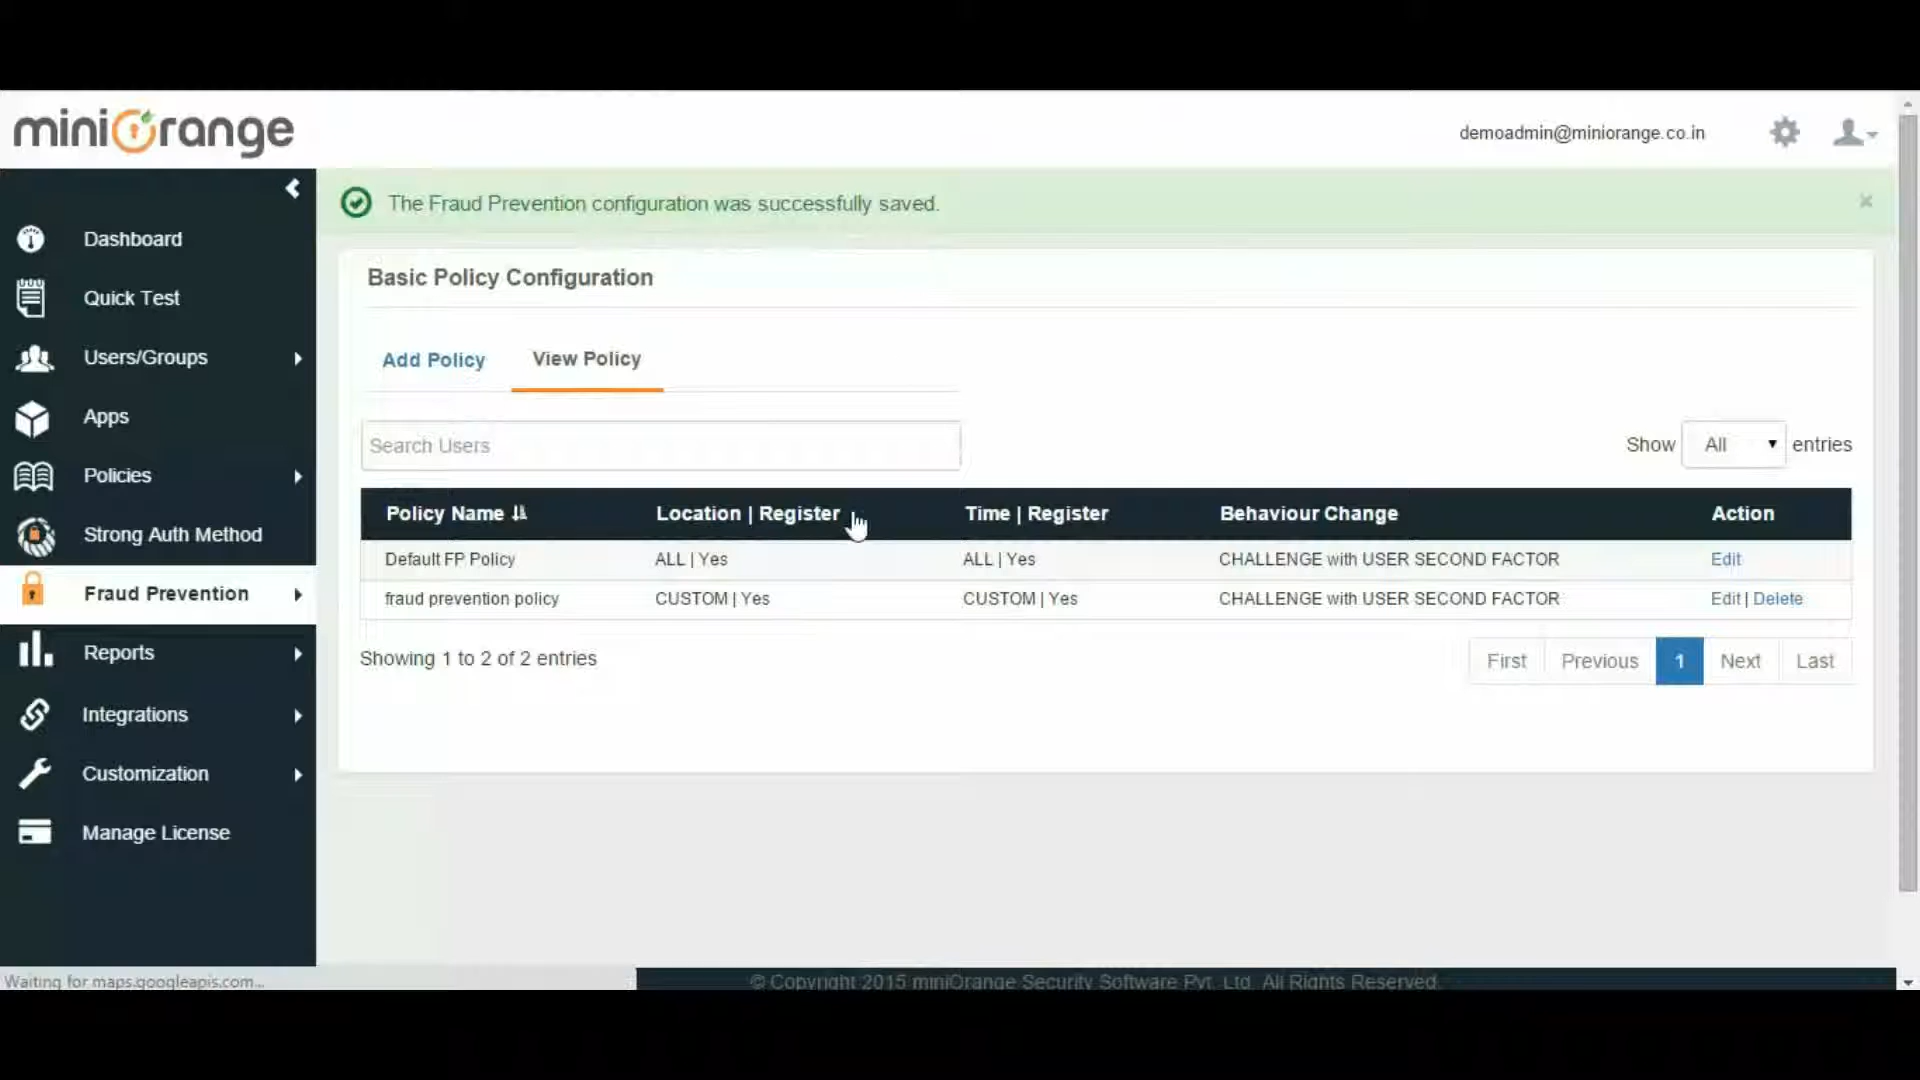 miniOrange
demoadmin@miniorange.co.in
The Fraud Prevention configuration was successfully saved.
×
Dashboard
Quick Test
Users/Groups
Apps
Policies
Strong Auth Method
Fraud Prevention
Reports
Integrations
Customization
Manage License
Basic Policy Configuration
Add Policy View Policy
Search Users
Show All entries
Policy Name Location | Register Time | Register Behaviour Change Action
Default FP Policy ALL | Yes ALL | Yes CHALLENGE with USER SECOND FACTOR Edit
fraud prevention policy CUSTOM | Yes CUSTOM | Yes CHALLENGE with USER SECOND FACTOR Edit | Delete
Showing 1 to 2 of 2 entries
First Previous 1 Next Last
Waiting for maps.googleapis.com...
© Copyright 2015 miniOrange Security Software Pvt. Ltd. All Rights Reserved.